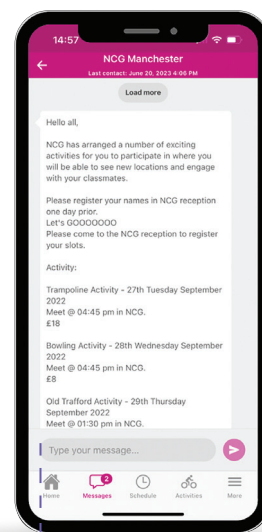 14:57
NCG Manchester
Last contact: June 20, 2023 4:06 PM
Load more
Hello all,
NCG has arranged a number of exciting
activities for you to participate in where you
will be able to see new locations and engage
with your classmates.
Please register your names in NCG reception
one day prior.
Let's GOOOOOOO
Please come to the NCG reception to register
your slots.
Activity:
Trampoline Activity - 27th Tuesday September
2022
Meet @ 04:45 pm in NCG.
£18
Bowling Activity - 28th Wednesday September
2022
Meet @ 04:45 pm in NCG.
£8
Old Trafford Activity - 29th Thursday
September 2022
Meet @ 01:30 pm in NCG.
Type your message...
2
Home Messages Schedule Activities More